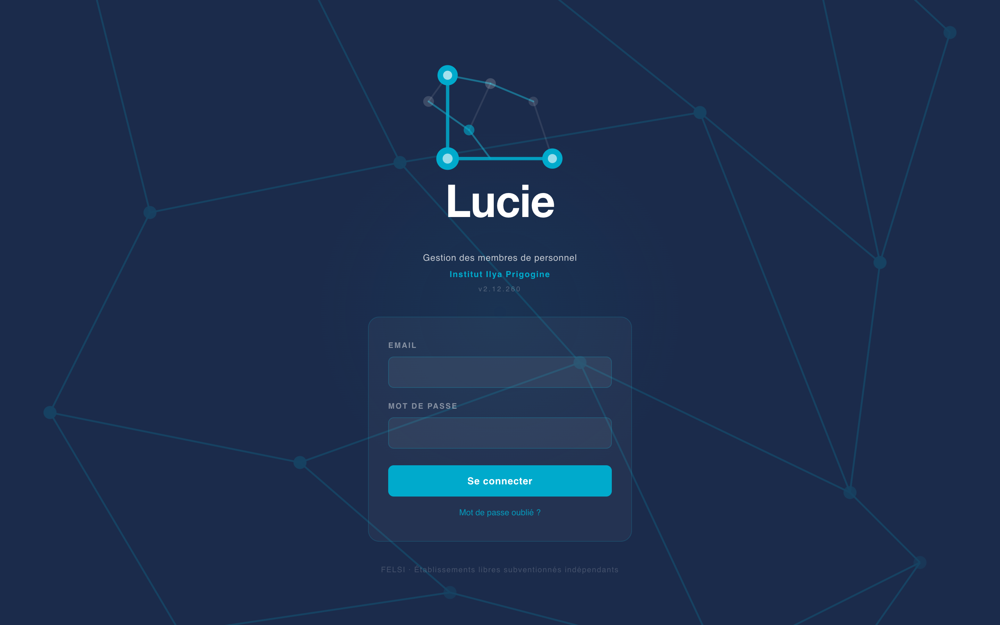 Lucie
Gestion des membres de personnel
Institut Ilya Prigogine
v2.12.260
EMAIL
MOT DE PASSE
Se connecter
Mot de passe oublié ?
FELSI · Établissements libres subventionnés indépendants